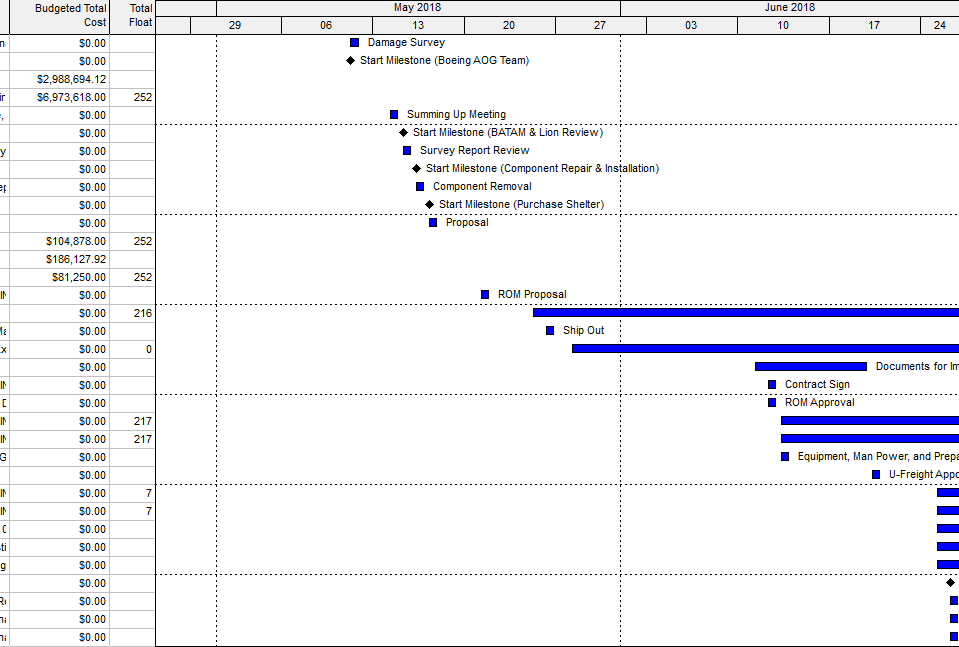 Budgeted Total Total May 2018 June 2018
Cost Float 29 06 13 20 27 03 10 17 24
$0.00 Damage Survey
$0.00 Start Milestone (Boeing AOG Team)
$2,988,694.12
$6,973,618.00 252
$0.00 Summing Up Meeting
$0.00 Start Milestone (BATAM & Lion Review)
$0.00 Survey Report Review
$0.00 Start Milestone (Component Repair & Installation)
$0.00 Component Removal
$0.00 Start Milestone (Purchase Shelter)
$0.00 Proposal
$104,878.00 252
$186,127.92
$81,250.00 252
$0.00 ROM Proposal
$0.00 216
$0.00 Ship Out
$0.00 0
$0.00 Documents for Im
$0.00 Contract Sign
$0.00 ROM Approval
$0.00 217
$0.00 217
$0.00 Equipment, Man Power, and Prepa
$0.00 U-Freight Appo
$0.00 7
$0.00 7
$0.00
$0.00
$0.00
$0.00
$0.00
$0.00
$0.00